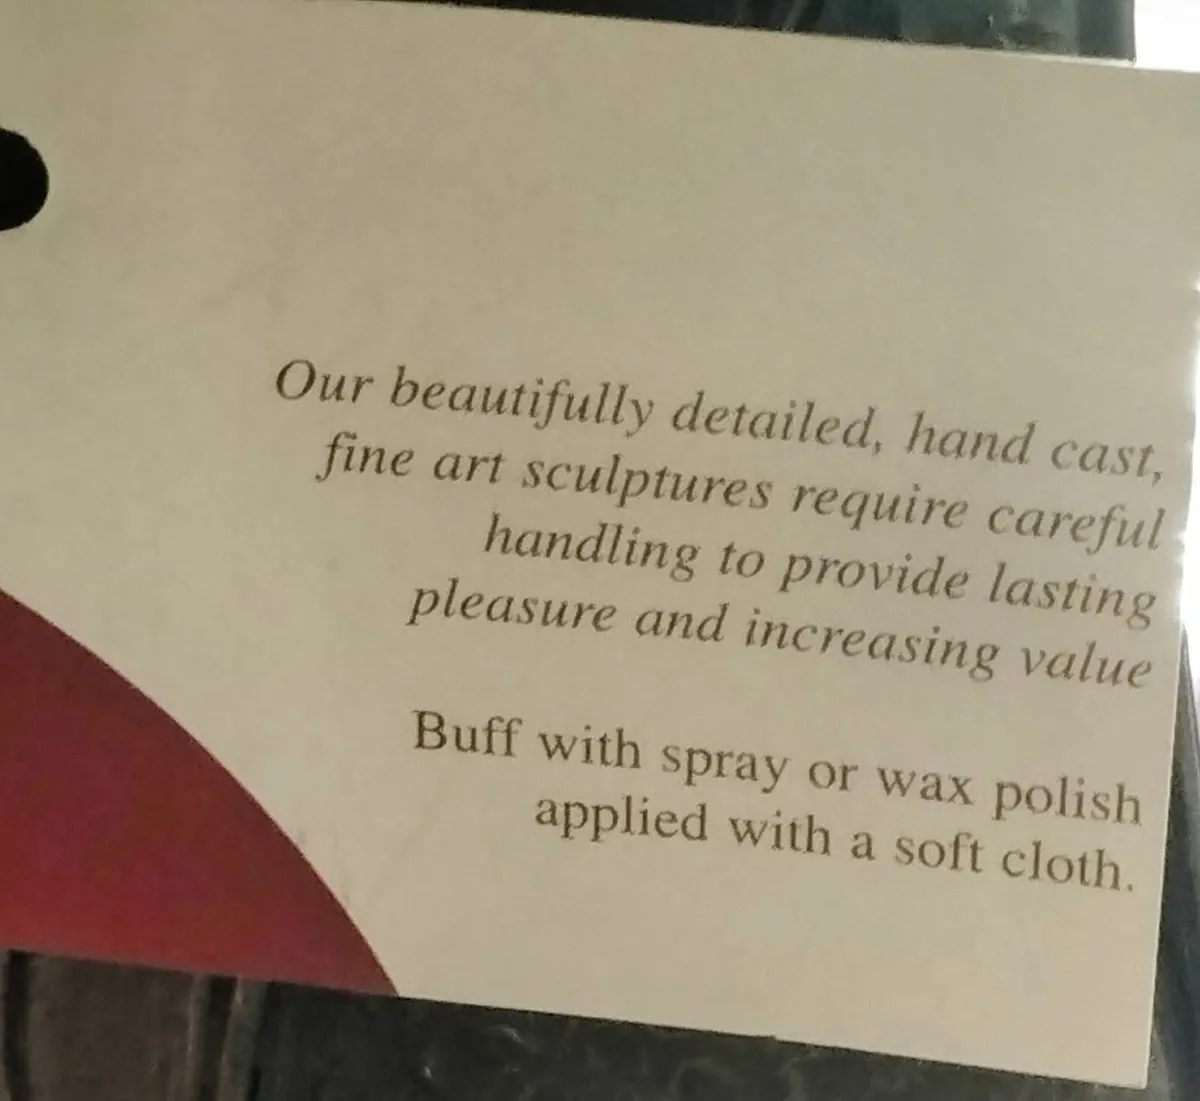 Our beautifully detailed, hand cast,
fine art sculptures require careful
handling to provide lasting
pleasure and increasing value
Buff with spray or wax polish
applied with a soft cloth.